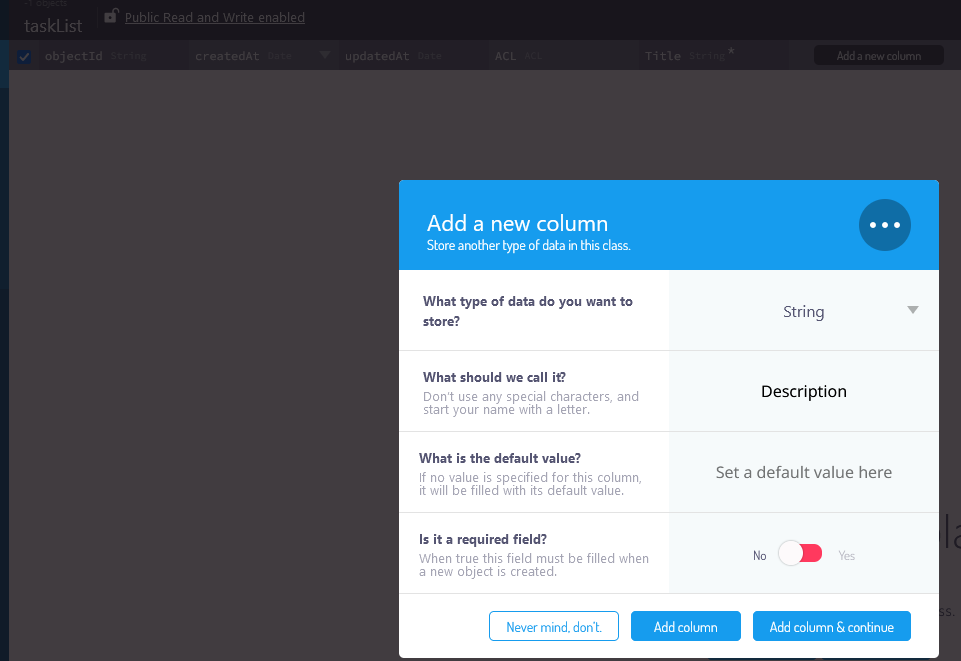 -1 objects
taskList
Public Read and Write enabled
objectId String
createdAt Date
updatedAt Date
ACL ACL
Title String*
Add a new column
Add a new column
Store another type of data in this class.
What type of data do you want to store?
String
What should we call it?
Don't use any special characters, and
start your name with a letter.
Description
What is the default value?
If no value is specified for this column,
it will be filled with its default value.
Set a default value here
Is it a required field?
When true this field must be filled when
a new object is created.
No
Yes
Never mind, don't.
Add column
Add column & continue